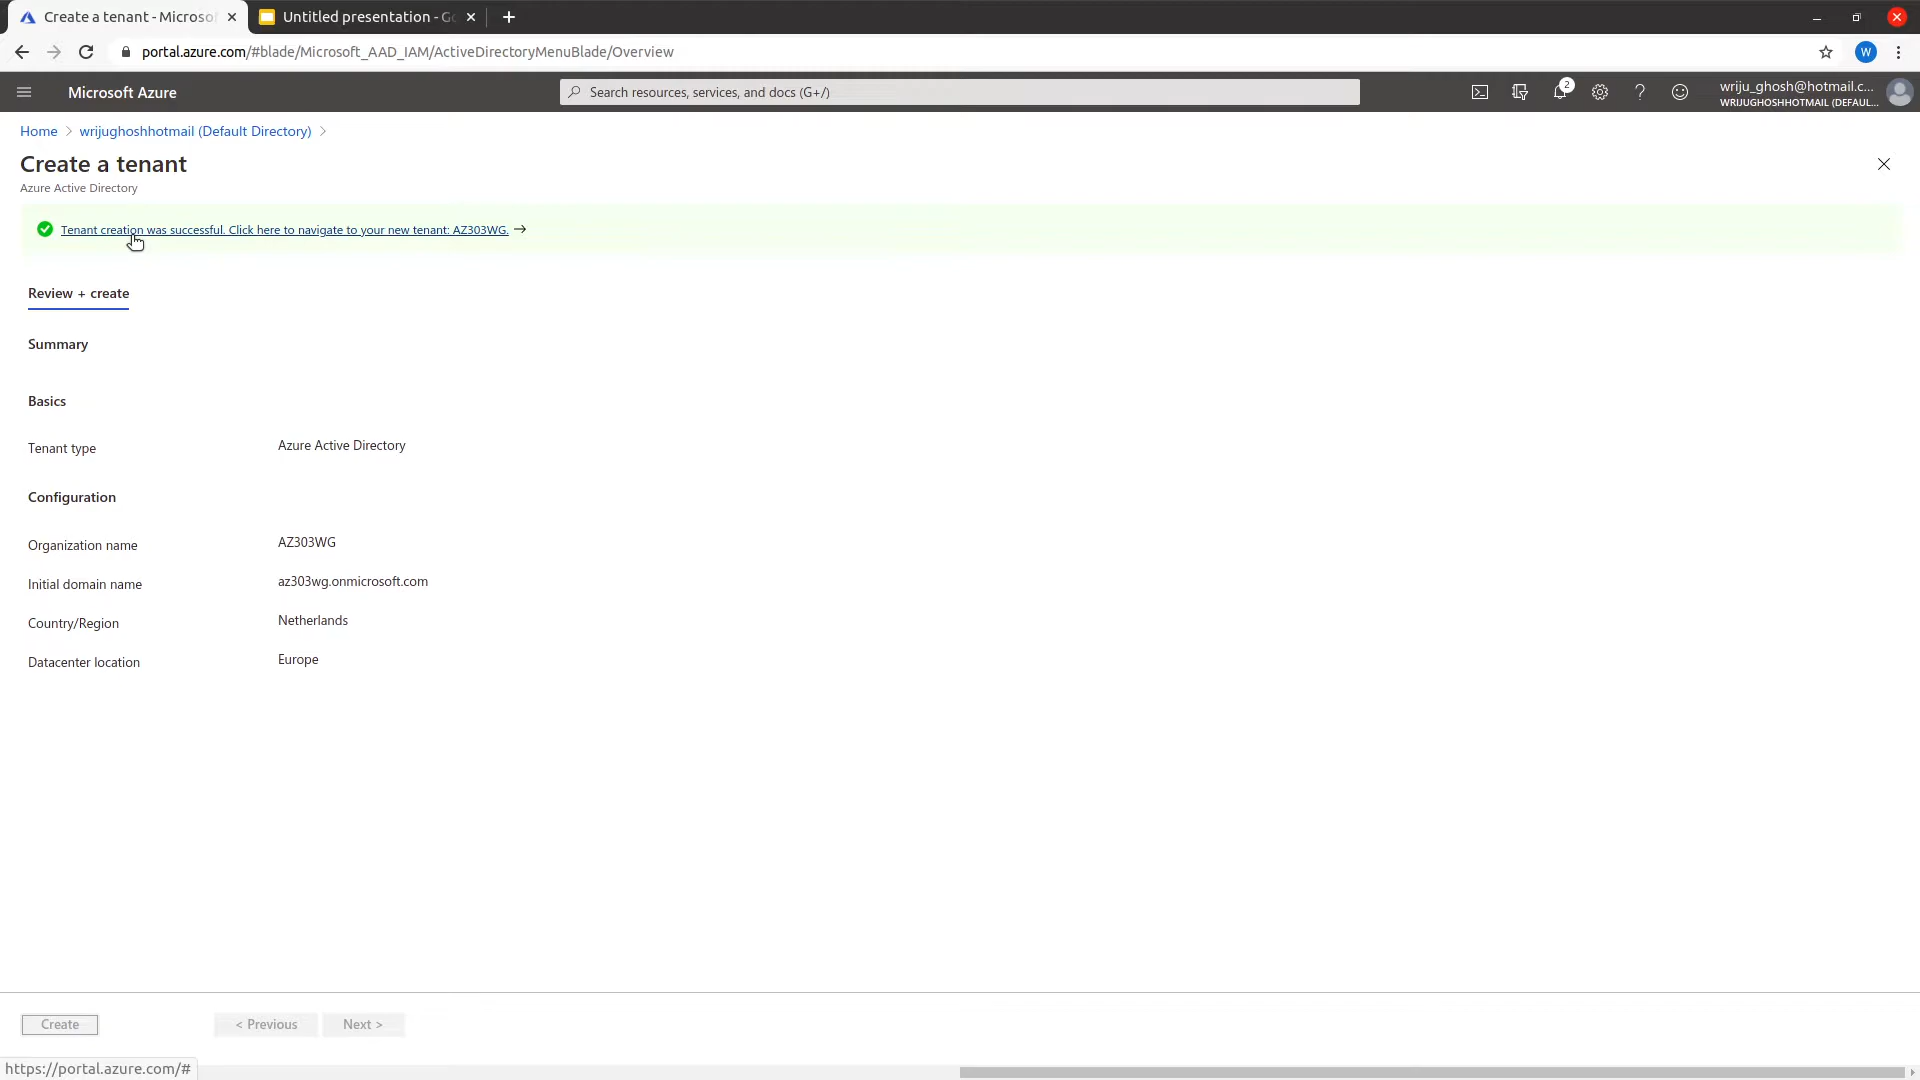 Create a tenant - Microso
Untitled presentation - G
portal.azure.com/#blade/Microsoft_AAD_IAM/ActiveDirectoryMenuBlade/Overview
W
Microsoft Azure
Search resources, services, and docs (G+/)
2
wriju_ghosh@hotmail.c...
WRIJUGHOSHHOTMAIL (DEFAUL...
Home > wrijughoshhotmail (Default Directory) >
Create a tenant
Azure Active Directory
Tenant creation was successful. Click here to navigate to your new tenant: AZ303WG. →
Review + create
Summary
Basics
Tenant type Azure Active Directory
Configuration
Organization name AZ303WG
Initial domain name az303wg.onmicrosoft.com
Country/Region Netherlands
Datacenter location Europe
Create < Previous Next >
https://portal.azure.com/#